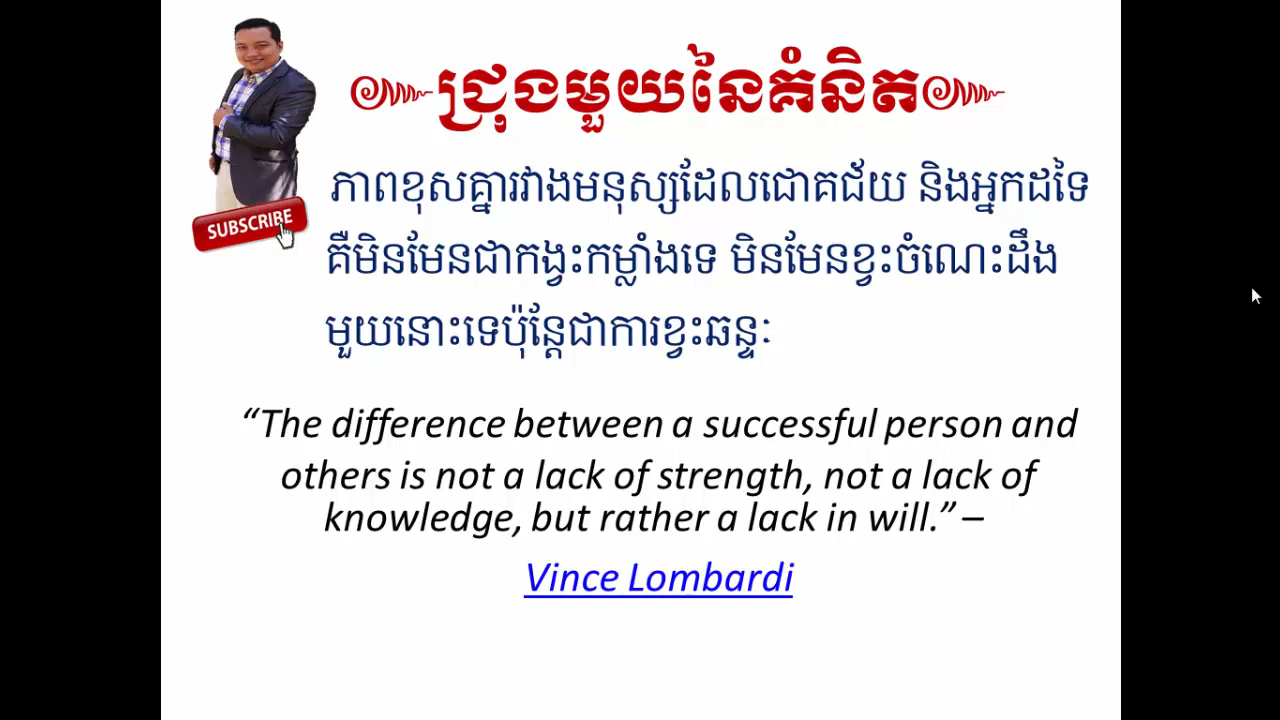 ជ្រុងមួយនៃគំនិត
ភាពខុសគ្នារវាងមនុស្សដែលជោគជ័យ និងអ្នកដទៃ
គឺមិនមែនជាកង្វះកម្លាំងទេ មិនមែនខ្វះចំណេះដឹង
មួយនោះទេប៉ុន្តែជាការខ្វះឆន្ទៈ
SUBSCRIBE
“The difference between a successful person and
others is not a lack of strength, not a lack of
knowledge, but rather a lack in will.” –
Vince Lombardi